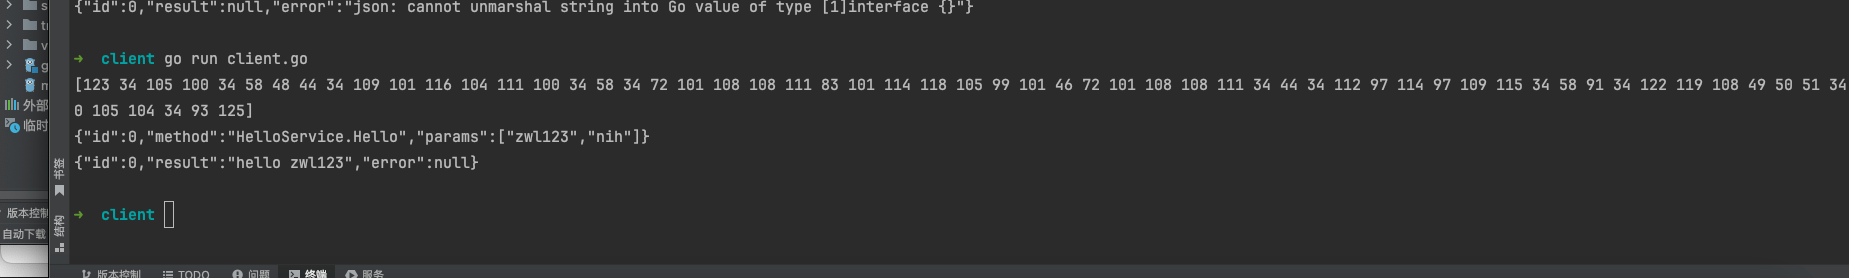 {"id":0,"result":null,"error":"json: cannot unmarshal string into Go value of type [1]interface {}"}
→ client go run client.go
[123 34 105 100 34 58 48 44 34 109 101 116 104 111 100 34 58 34 72 101 108 108 111 83 101 114 118 105 99 101 46 72 101 108 108 111 34 44 34 112 97 114 97 109 115 34 58 91 34 122 119 108 49 50 51 34
0 105 104 34 93 125]
{"id":0,"method":"HelloService.Hello","params":["zwl123","nih"]}
{"id":0,"result":"hello zwl123","error":null}
→ client
s
v
g
m
外部
临时
书签
版本控制
结构
自动下载
版本控制
TODO
问题
终端
服务